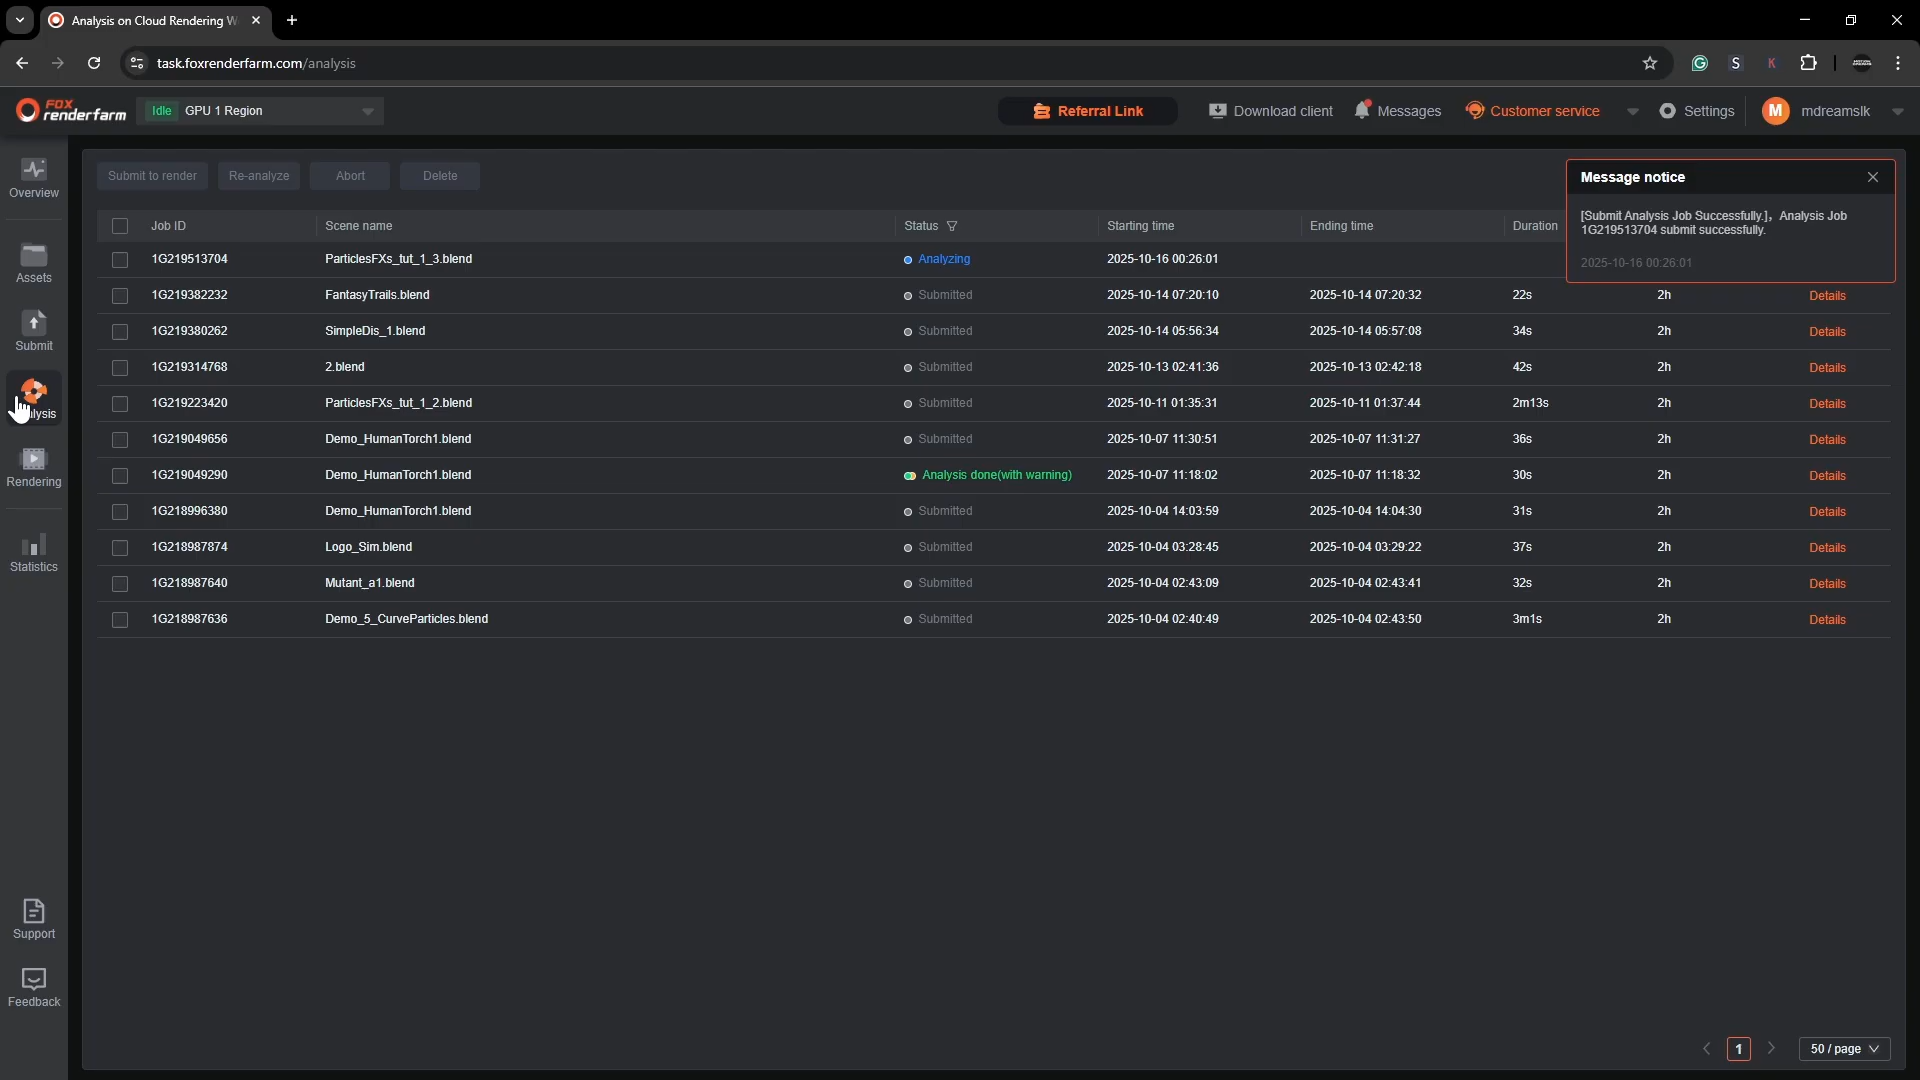 Analysis on Cloud Rendering W
task.foxrenderfarm.com/analysis
S
K
FOX
renderfarm
Idle GPU 1 Region
Referral Link
Download client
Messages
Customer service
Settings
M mdreamslk
Overview
Assets
Submit
lysis
Rendering
Statistics
Support
Feedback
Submit to render Re-analyze Abort Delete
Message notice
[Submit Analysis Job Successfully.], Analysis Job
1G219513704 submit successfully.
2025-10-16 00:26:01
Job ID Scene name Status Starting time Ending time Duration
1G219513704 ParticlesFXs_tut_1_3.blend Analyzing 2025-10-16 00:26:01
1G219382232 FantasyTrails.blend Submitted 2025-10-14 07:20:10 2025-10-14 07:20:32 22s 2h Details
1G219380262 SimpleDis_1.blend Submitted 2025-10-14 05:56:34 2025-10-14 05:57:08 34s 2h Details
1G219314768 2.blend Submitted 2025-10-13 02:41:36 2025-10-13 02:42:18 42s 2h Details
1G219223420 ParticlesFXs_tut_1_2.blend Submitted 2025-10-11 01:35:31 2025-10-11 01:37:44 2m13s 2h Details
1G219049656 Demo_HumanTorch1.blend Submitted 2025-10-07 11:30:51 2025-10-07 11:31:27 36s 2h Details
1G219049290 Demo_HumanTorch1.blend Analysis done(with warning) 2025-10-07 11:18:02 2025-10-07 11:18:32 30s 2h Details
1G218996380 Demo_HumanTorch1.blend Submitted 2025-10-04 14:03:59 2025-10-04 14:04:30 31s 2h Details
1G218987874 Logo_Sim.blend Submitted 2025-10-04 03:28:45 2025-10-04 03:29:22 37s 2h Details
1G218987640 Mutant_a1.blend Submitted 2025-10-04 02:43:09 2025-10-04 02:43:41 32s 2h Details
1G218987636 Demo_5_CurveParticles.blend Submitted 2025-10-04 02:40:49 2025-10-04 02:43:50 3m1s 2h Details
1 50 / page